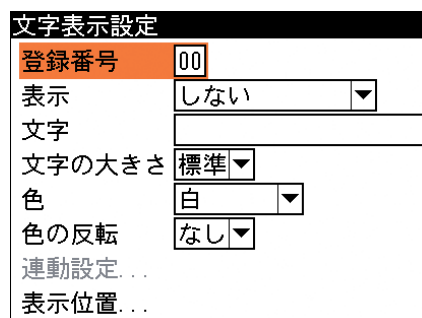 文字表示設定
登録番号 00
表示 しない
文字
文字の大きさ 標準
色 白
色の反転 なし
連動設定...
表示位置...